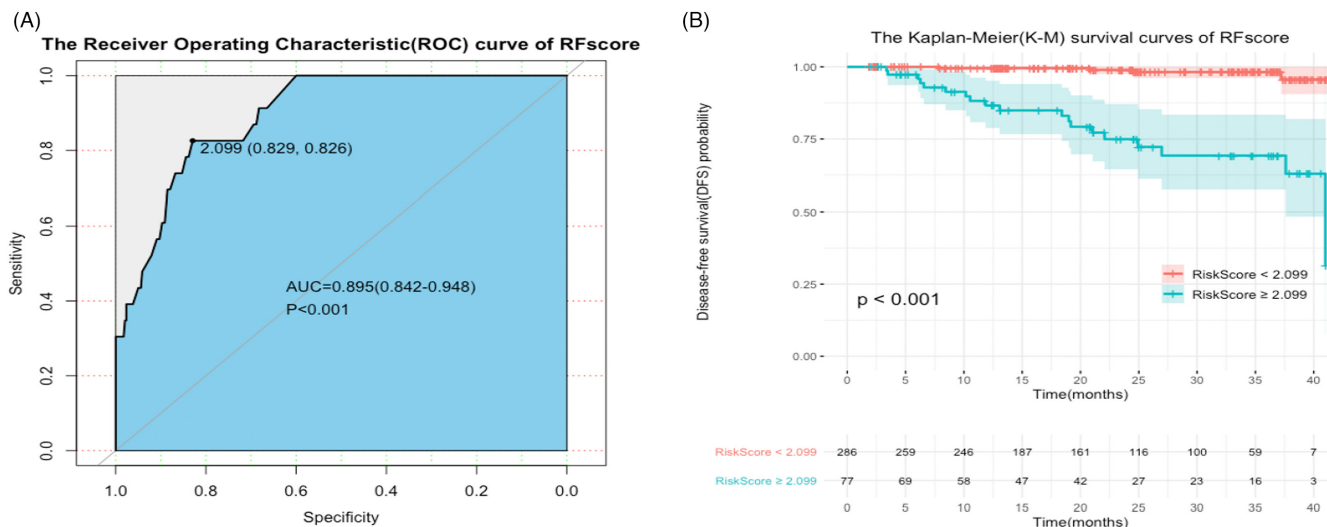 (A)
The Receiver Operating Characteristic(ROC) curve of RFscore
1.0
0.8
0.6
0.4
0.2
0.0
Sensitivity
2.099 (0.829, 0.826)
AUC=0.895(0.842-0.948)
P<0.001
1.0 0.8 0.6 0.4 0.2 0.0
Specificity
(B)
The Kaplan-Meier(K-M) survival curves of RFscore
1.00
0.75
0.50
0.25
0.00
Disease-free survival(DFS) probability
RiskScore < 2.099
RiskScore ≥ 2.099
p < 0.001
0 5 10 15 20 25 30 35 40
Time(months)
RiskScore < 2.099 286 259 246 187 161 116 100 59 7
RiskScore ≥ 2.099 77 69 58 47 42 27 23 16 3
0 5 10 15 20 25 30 35 40
Time(months)